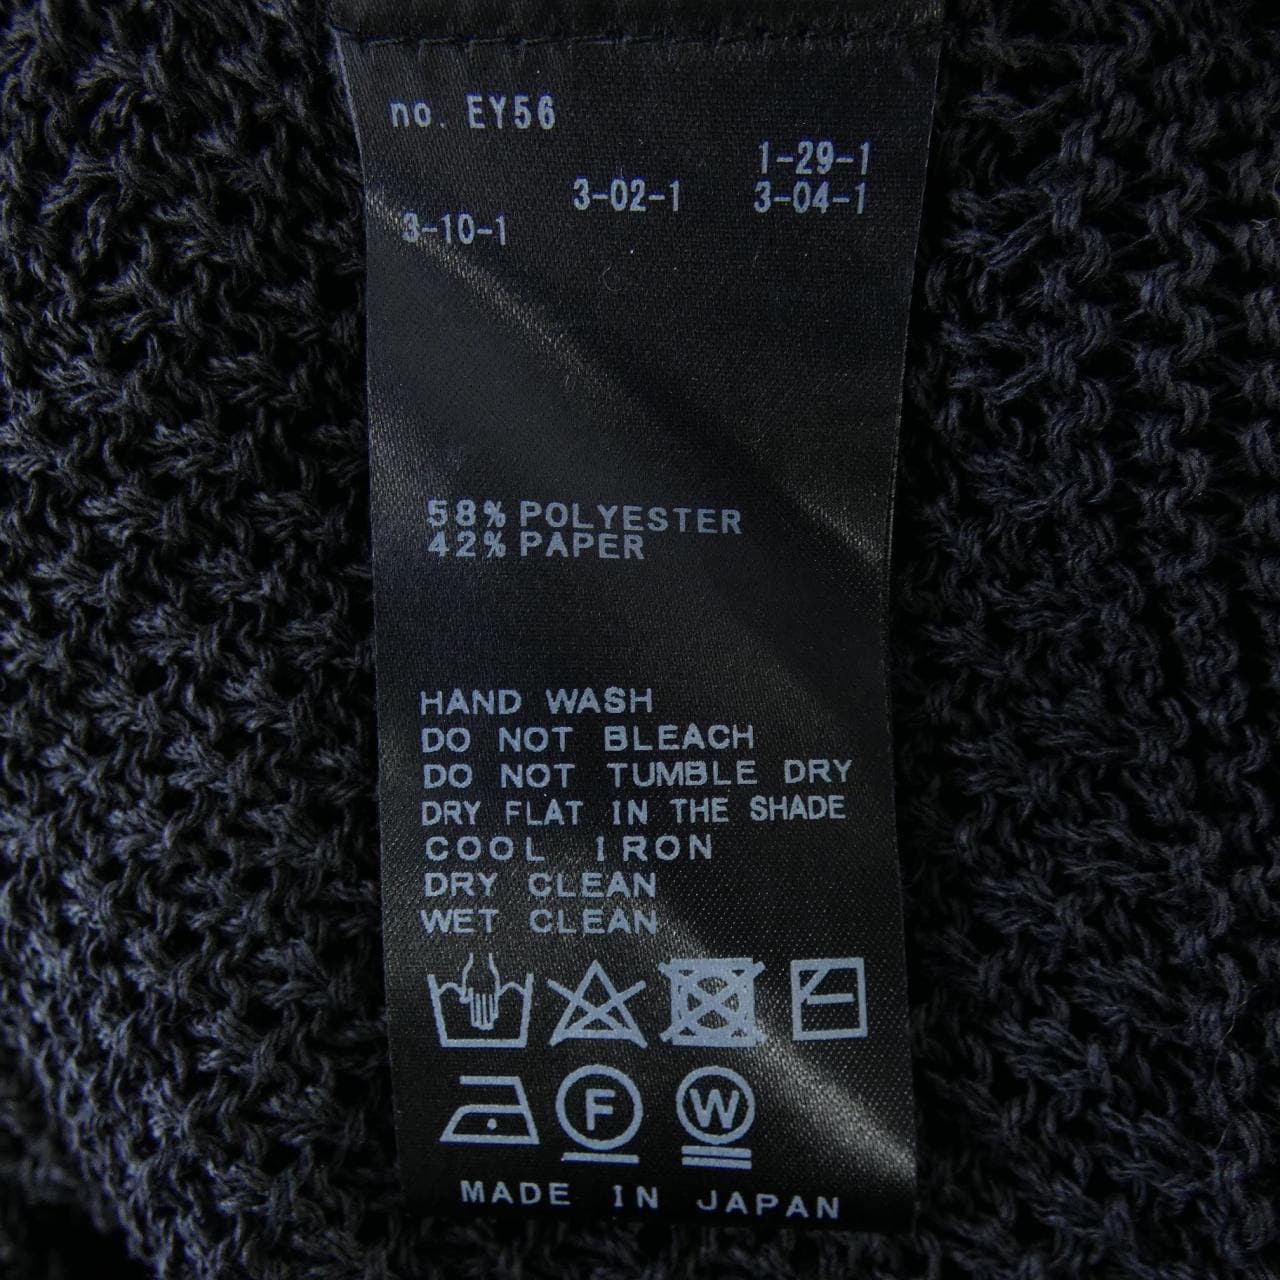 no. EY56
1-29-1
3-02-1 3-04-1
3-10-1
58% POLYESTER
42% PAPER
HAND WASH
DO NOT BLEACH
DO NOT TUMBLE DRY
DRY FLAT IN THE SHADE
COOL IRON
DRY CLEAN
WET CLEAN
F W
MADE IN JAPAN